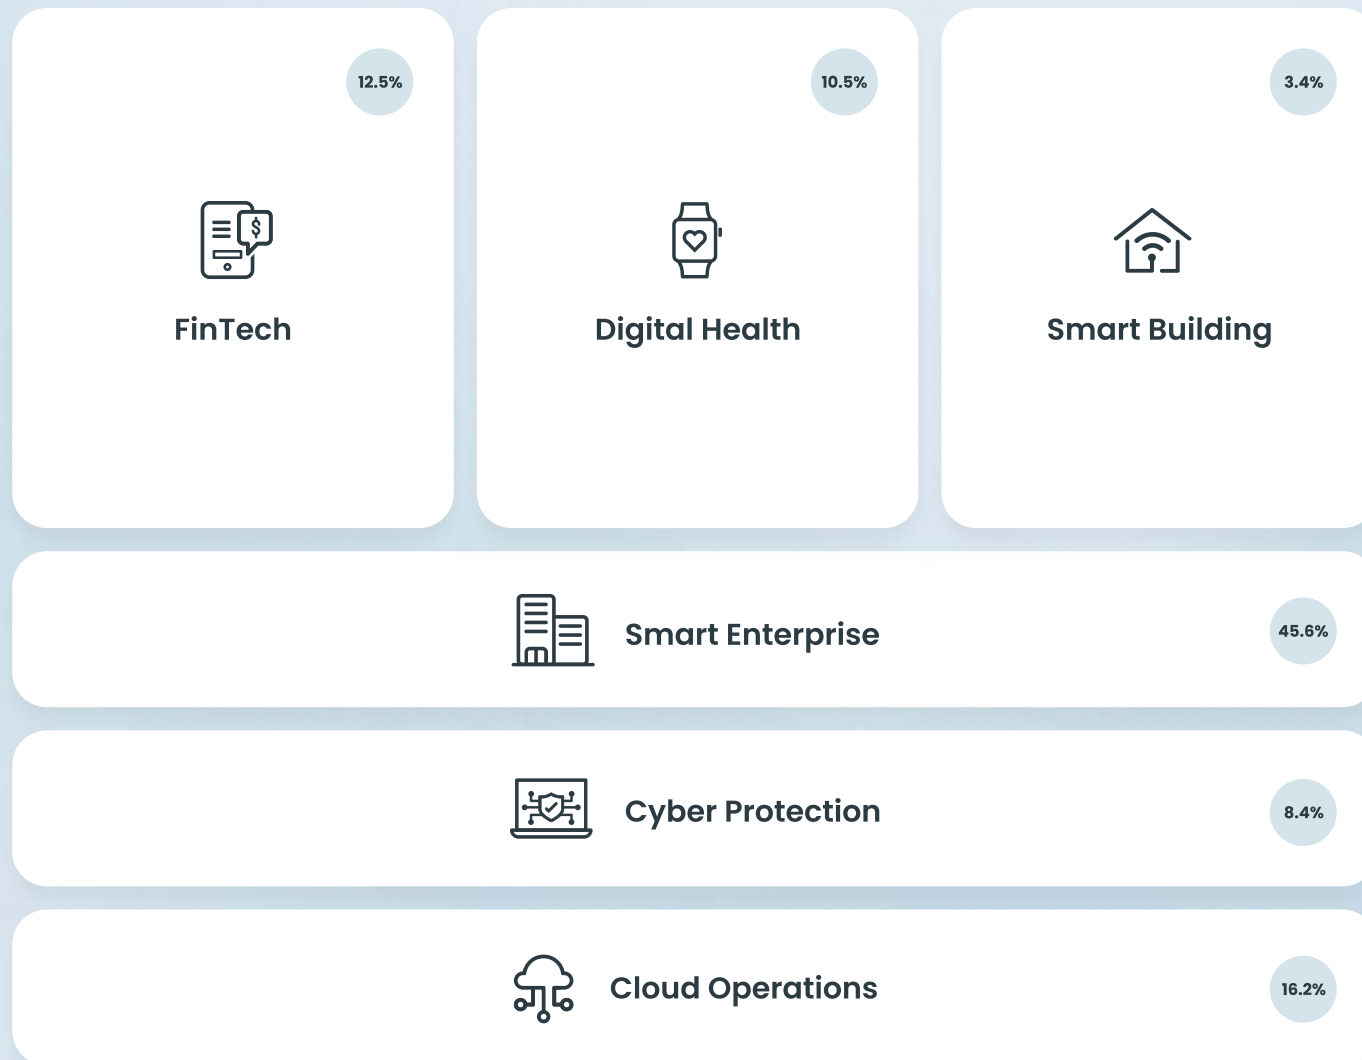 12.5%
FinTech
10.5%
Digital Health
3.4%
Smart Building
Smart Enterprise
45.6%
Cyber Protection
8.4%
Cloud Operations
16.2%